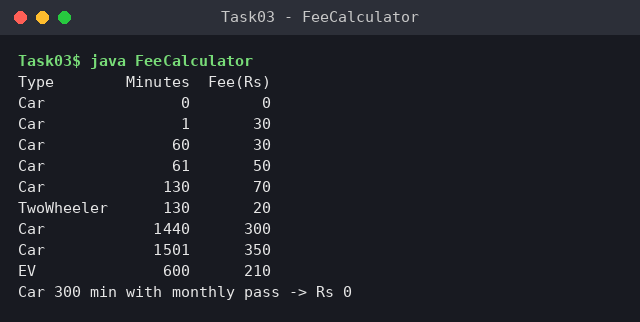 Task03 - FeeCalculator
Task03$ java FeeCalculator
Type        Minutes  Fee(Rs)
Car               0        0
Car               1       30
Car              60       30
Car              61       50
Car             130       70
TwoWheeler      130       20
Car            1440      300
Car            1501      350
EV              600      210
Car 300 min with monthly pass -> Rs 0